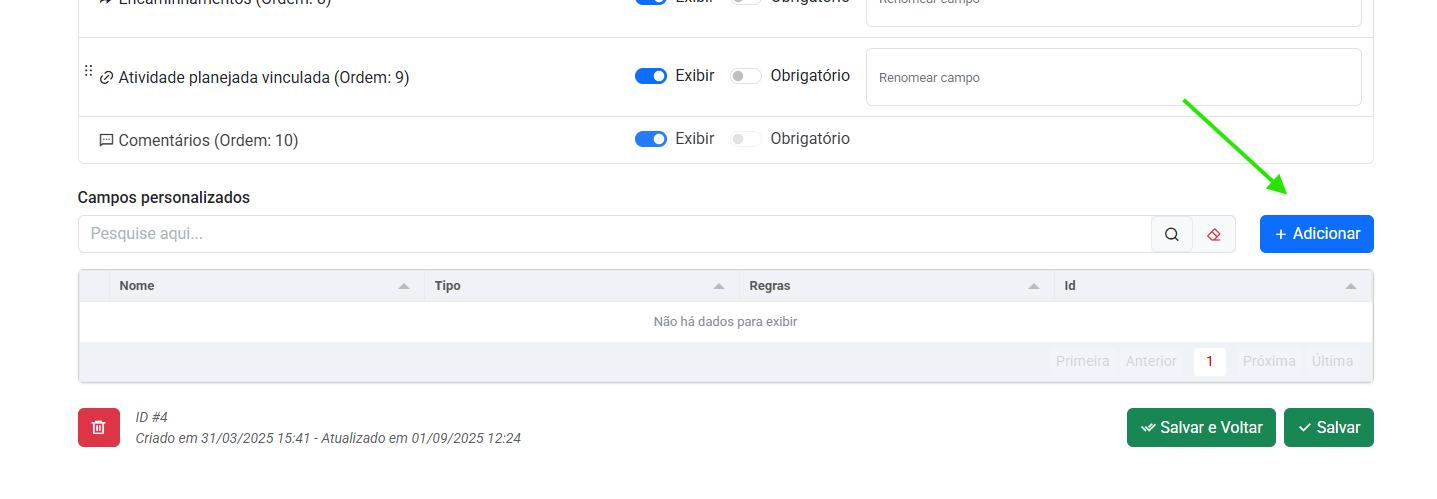 Encaminhamentos (Ordem: 8) Exibir Obrigatório Renomear campo
Atividade planejada vinculada (Ordem: 9) Exibir Obrigatório Renomear campo
Comentários (Ordem: 10) Exibir Obrigatório
Campos personalizados
Pesquise aqui... + Adicionar
Nome Tipo Regras Id
Não há dados para exibir
Primeira Anterior 1 Próxima Última
ID #4
Criado em 31/03/2025 15:41 - Atualizado em 01/09/2025 12:24
Salvar e Voltar Salvar